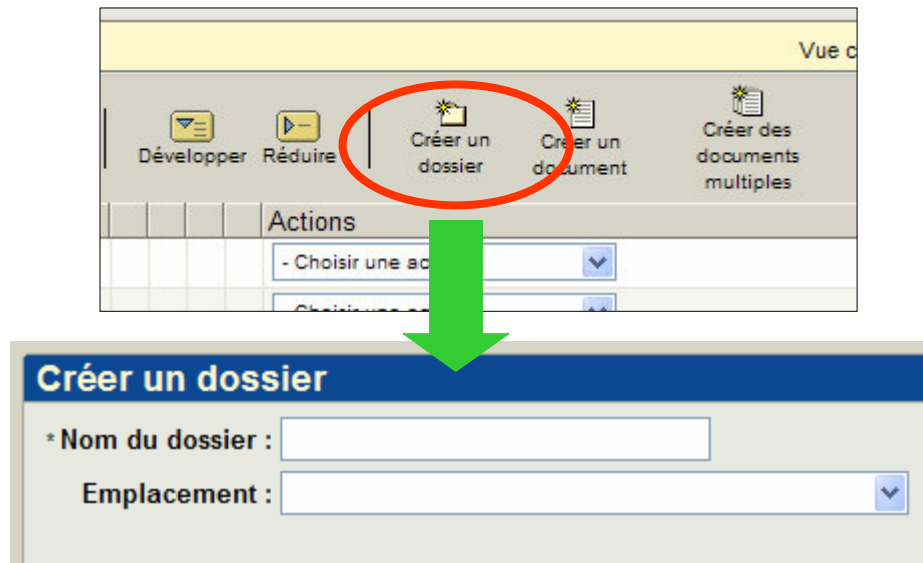 Vue c
Développer Réduire
Créer un
dossier
Créer un
document
Créer des
documents
multiples
Actions
- Choisir une ac
Créer un dossier
* Nom du dossier :
Emplacement :